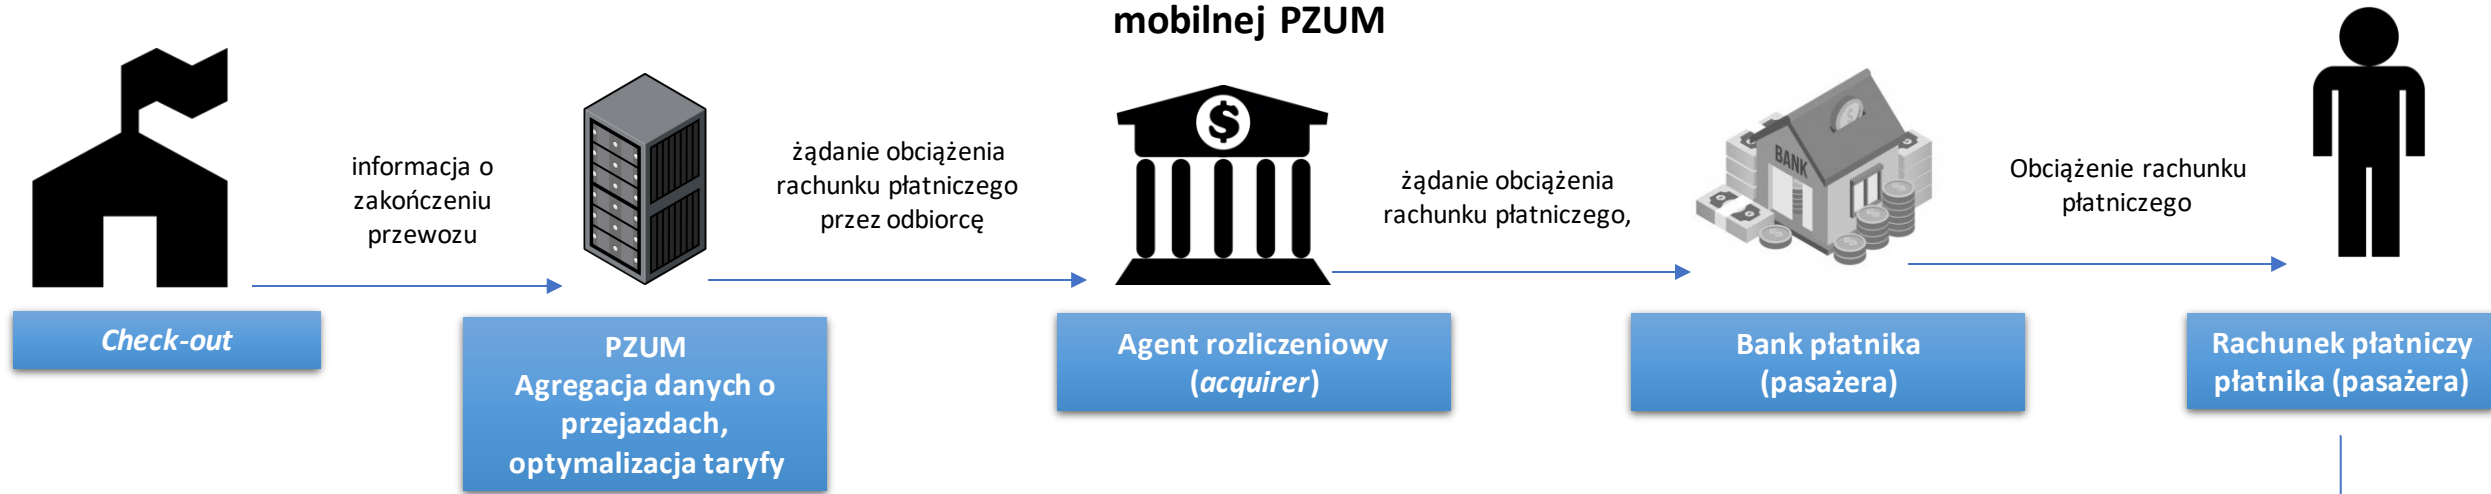 mobilnej PZUM
informacja o
zakończeniu
przewozu
żądanie obciążenia
rachunku płatniczego
przez odbiorcę
żądanie obciążenia
rachunku płatniczego,
BANK
Obciążenie rachunku
płatniczego
Check-out
PZUM
Agregacja danych o
przejazdach,
optymalizacja taryfy
Agent rozliczeniowy
(acquirer)
Bank płatnika
(pasażera)
Rachunek płatniczy
płatnika (pasażera)